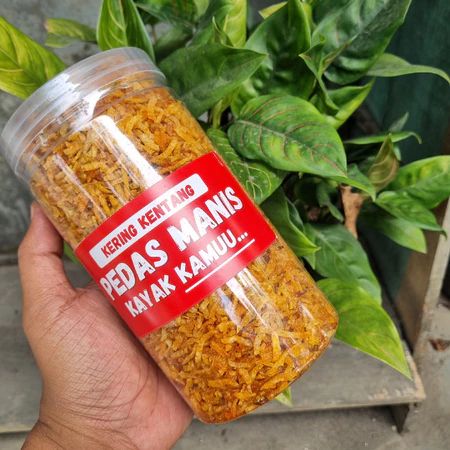 KERING KENTANG
PEDAS MANIS
KAYAK KAMUU...